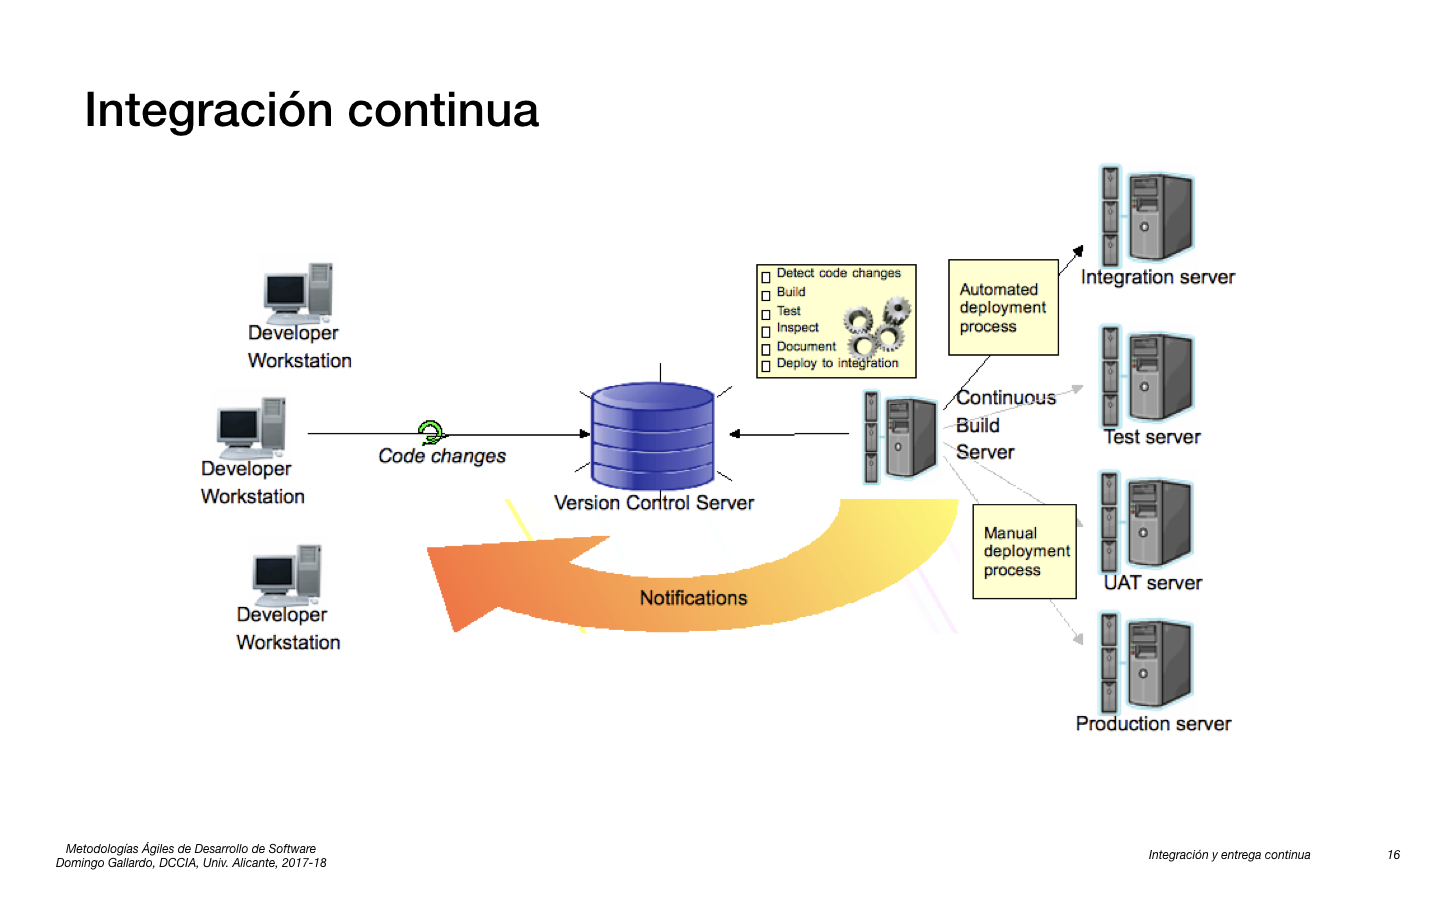 Integración continua
Developer
Workstation
Developer
Workstation
Developer
Workstation
Code changes
Version Control Server
Detect code changes
Build
Test
Inspect
Document
Deploy to integration
Continuous
Build
Server
Automated
deployment
process
Manual
deployment
process
Integration server
Test server
UAT server
Production server
Notifications
Metodologías Ágiles de Desarrollo de Software
Domingo Gallardo, DCCIA, Univ. Alicante, 2017-18
Integración y entrega continua
16